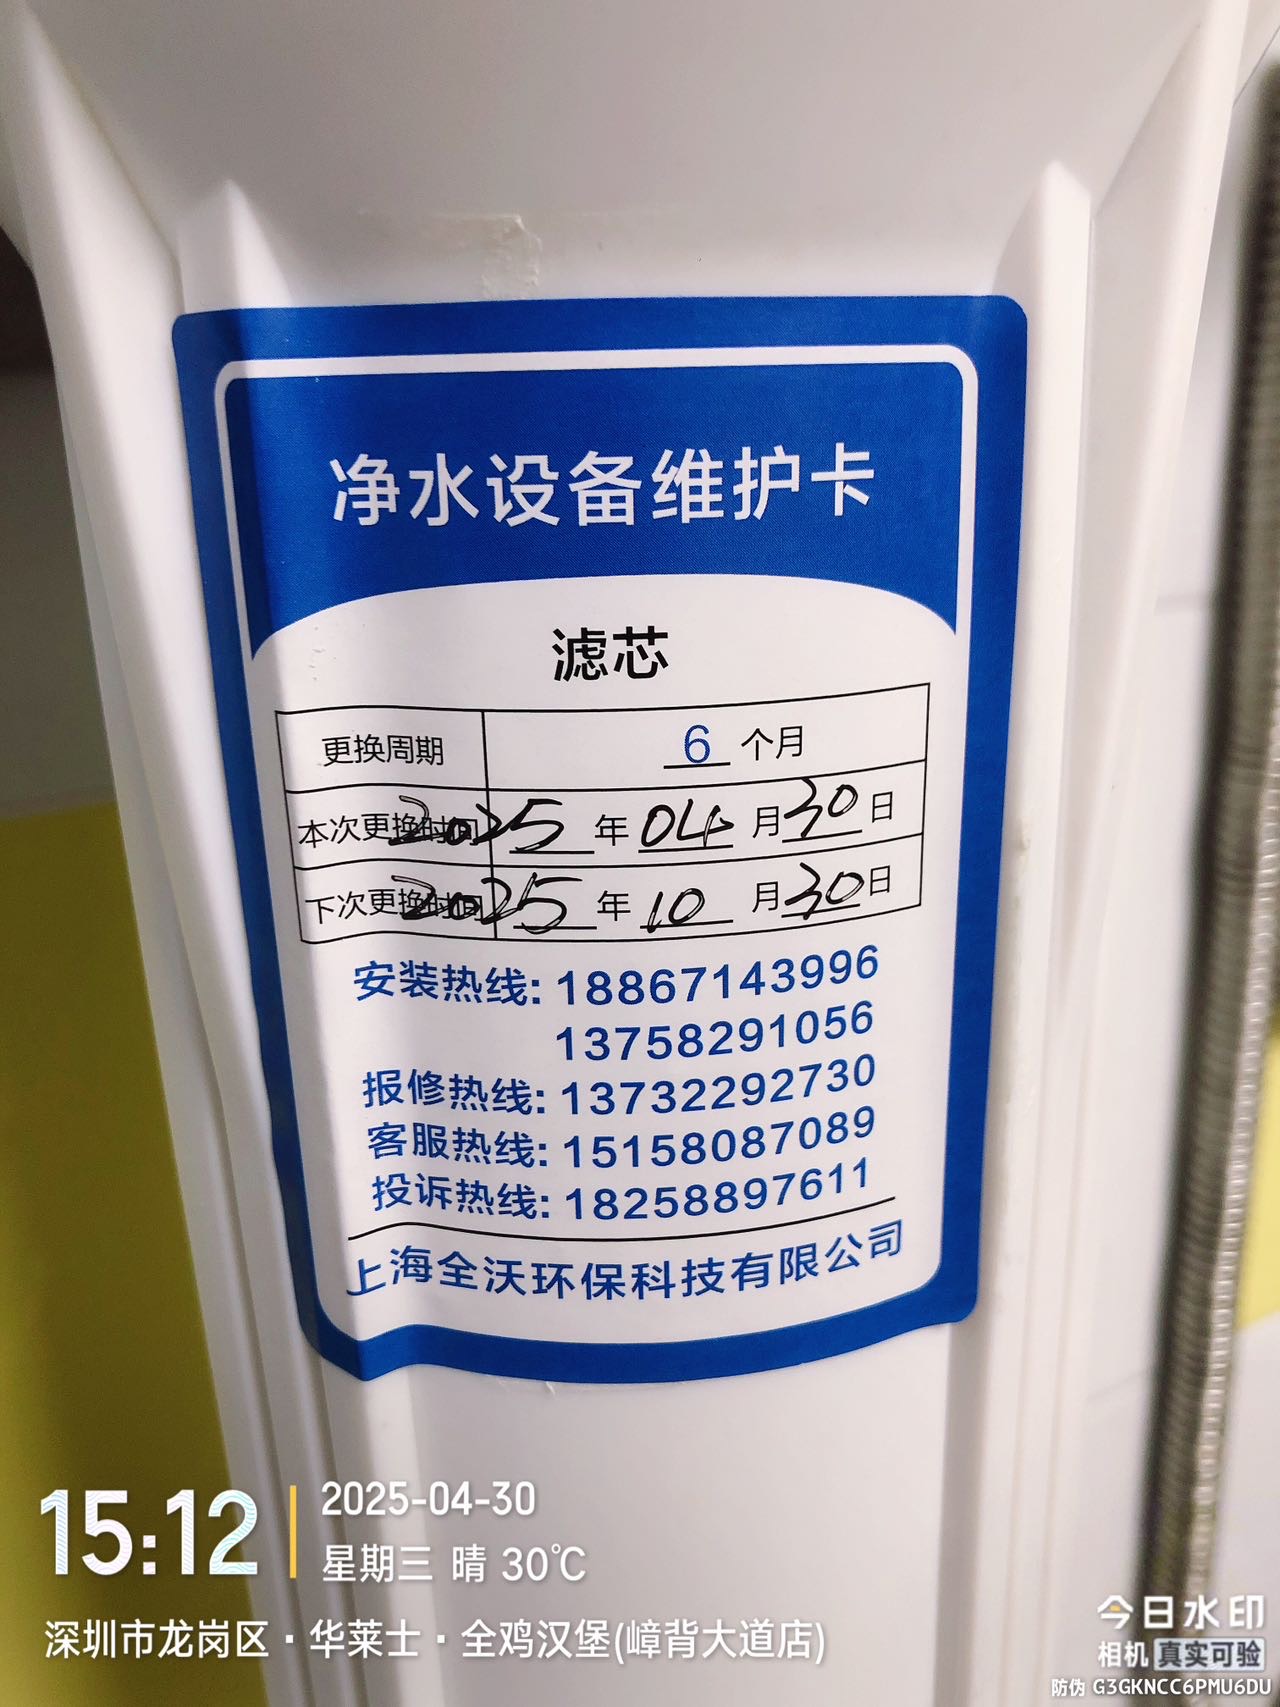 净水设备维护卡
滤芯
更换周期 6 个月
本次更换时间 2025 年 04 月 30 日
下次更换时间 2025 年 10 月 30 日
安装热线: 18867143996
13758291056
报修热线: 13732292730
客服热线: 15158087089
投诉热线: 18258897611
上海全沃环保科技有限公司
15:12
2025-04-30
星期三 晴 30℃
深圳市龙岗区·华莱士·全鸡汉堡(嶂背大道店)
今日水印
相机 真实可验
防伪 G3GKNCC6PMU6DU